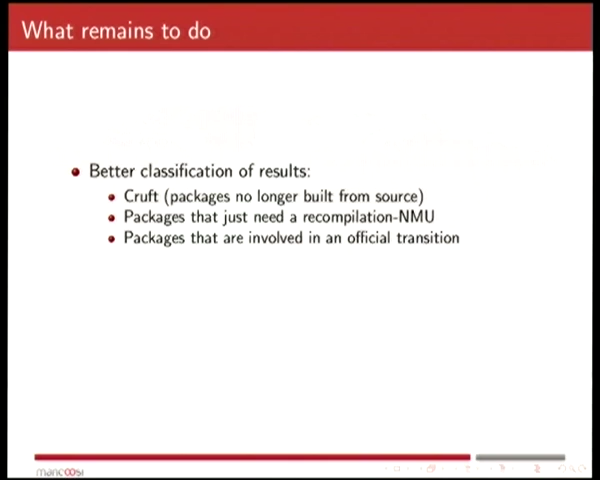 What remains to do
Better classification of results:
Cruft (packages no longer built from source)
Packages that just need a recompilation-NMU
Packages that are involved in an official transition
mancoosi